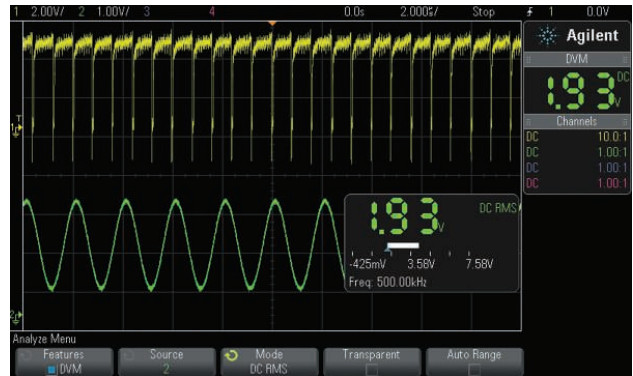 1 2.00V/ 2 1.00V/ 3 4 0.0s 2.000⅟ Stop 1 0.0V
Agilent
DVM
1.93 V DC
Channels
DC 10.0:1
DC 1.00:1
DC 1.00:1
DC 1.00:1
T
1
1.93 V DC RMS
-425mV 3.58V 7.58V
Freq: 500.00kHz
2
Analyze Menu
Features Source Mode Transparent Auto Range
DVM 2 DC RMS